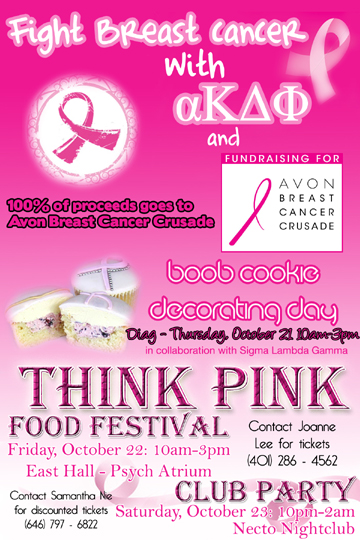 Fight Breast cancer
With
αΚΔΦ
and
FUNDRAISING FOR
AVON
BREAST
CANCER
CRUSADE
100% of proceeds goes to
Avon Breast Cancer Crusade
boob cookie
decorating day
Diag - Thursday, October 21 10am-3pm
in collaboration with Sigma Lambda Gamma
THINK PINK
FOOD FESTIVAL
Friday, October 22: 10am-3pm
East Hall - Psych Atrium
Contact Joanne
Lee for tickets
(401) 286 - 4562
Contact Samantha Nie
for discounted tickets
(646) 797 - 6822
CLUB PARTY
Saturday, October 23: 10pm-2am
Necto Nightclub